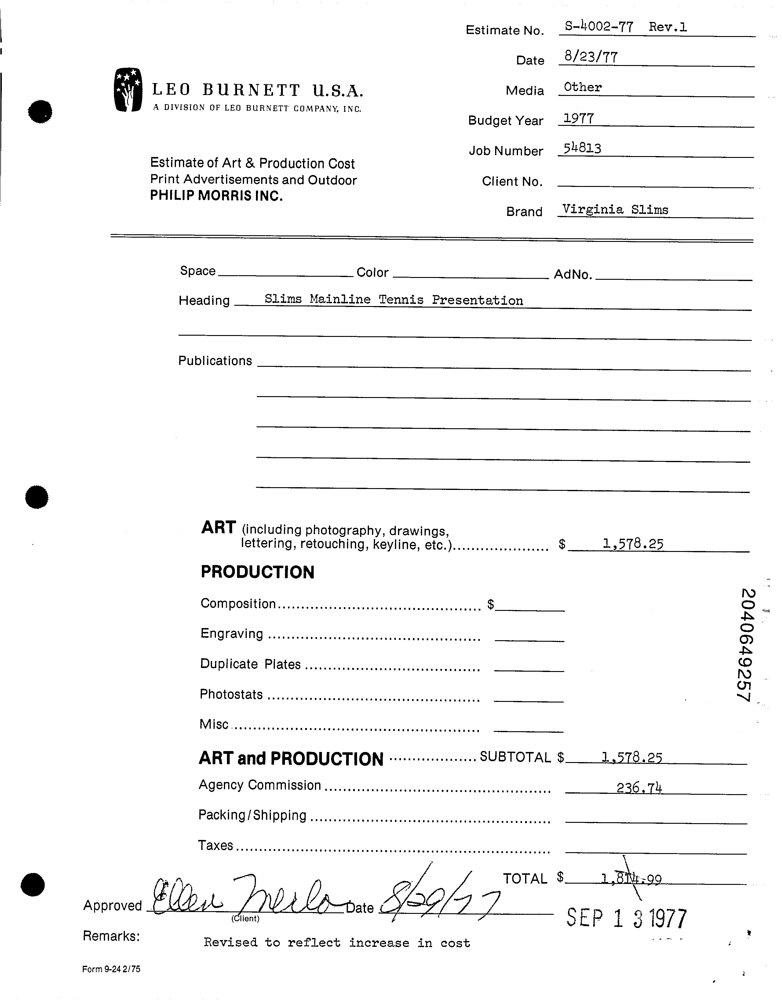 Estimate No. S-4002-77 Rev.1
Date 8/23/77
LEO BURNETT U.S.A.
A DIVISION OF LEO BURNETT COMPANY, INC.
Media Other
Budget Year 1977
Job Number 54813
Estimate of Art & Production Cost
Print Advertisements and Outdoor
PHILIP MORRIS INC.
Client No.
Brand Virginia Slims
Space Color Ad No.
Heading Slims Mainline Tennis Presentation
Publications
ART (including photography, drawings,
lettering, retouching, keyline, etc.)..................... $ 1,578.25
PRODUCTION
Composition............................................ $
Engraving ..............................................
Duplicate Plates ......................................
Photostats ..............................................
Misc .....................................................
ART and PRODUCTION ................... SUBTOTAL $ 1,578.25
Agency Commission ................................................. 236.74
Packing/Shipping ....................................................
Taxes ....................................................................
TOTAL $ 1,814.99
Approved Ellen Merlo Date 8/29/77
(Client)
SEP 13 1977
Remarks: Revised to reflect increase in cost
Form 9-24 2/75
2040649257